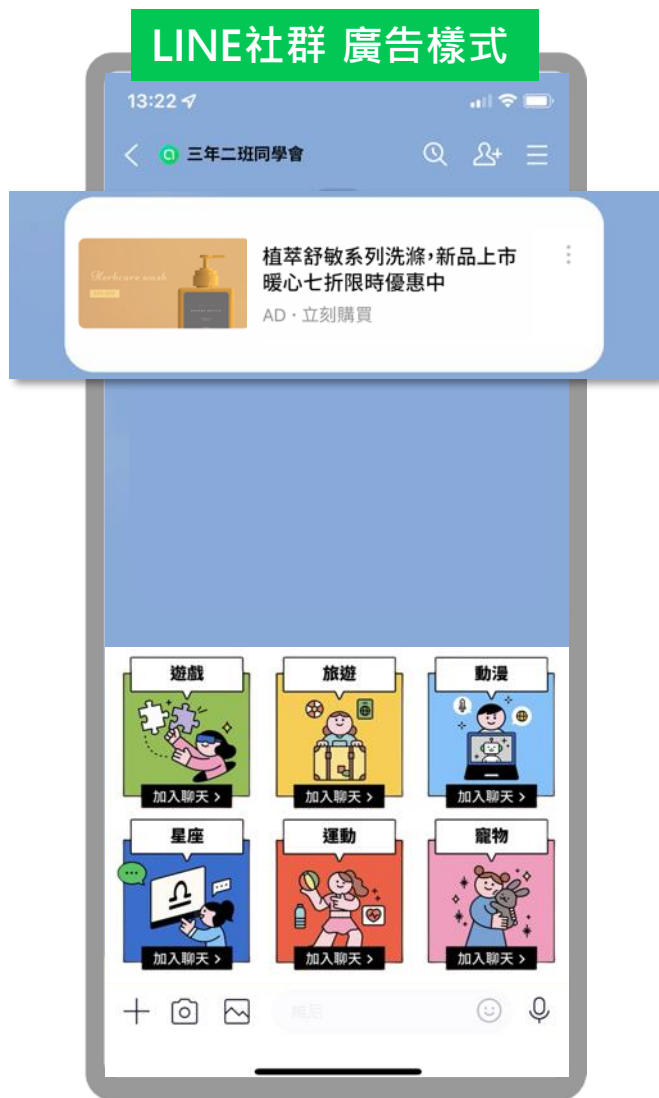 LINE社群 廣告樣式
13:22
三年二班同學會
Herbcare wash
植萃舒敏系列洗滌,新品上市
暖心七折限時優惠中
AD・立刻購買
遊戲
旅遊
動漫
加入聊天 >
加入聊天 >
加入聊天 >
星座
運動
寵物
加入聊天 >
加入聊天 >
加入聊天 >